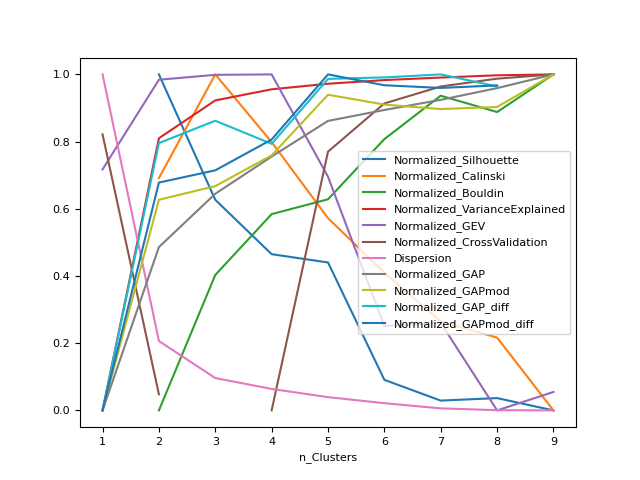 1.0
0.8
0.6
0.4
0.2
0.0
Normalized_Silhouette
Normalized_Calinski
Normalized_Bouldin
Normalized_VarianceExplained
Normalized_GEV
Normalized_CrossValidation
Dispersion
Normalized_GAP
Normalized_GAPmod
Normalized_GAP_diff
Normalized_GAPmod_diff
1 2 3 4 5 6 7 8 9
n_Clusters